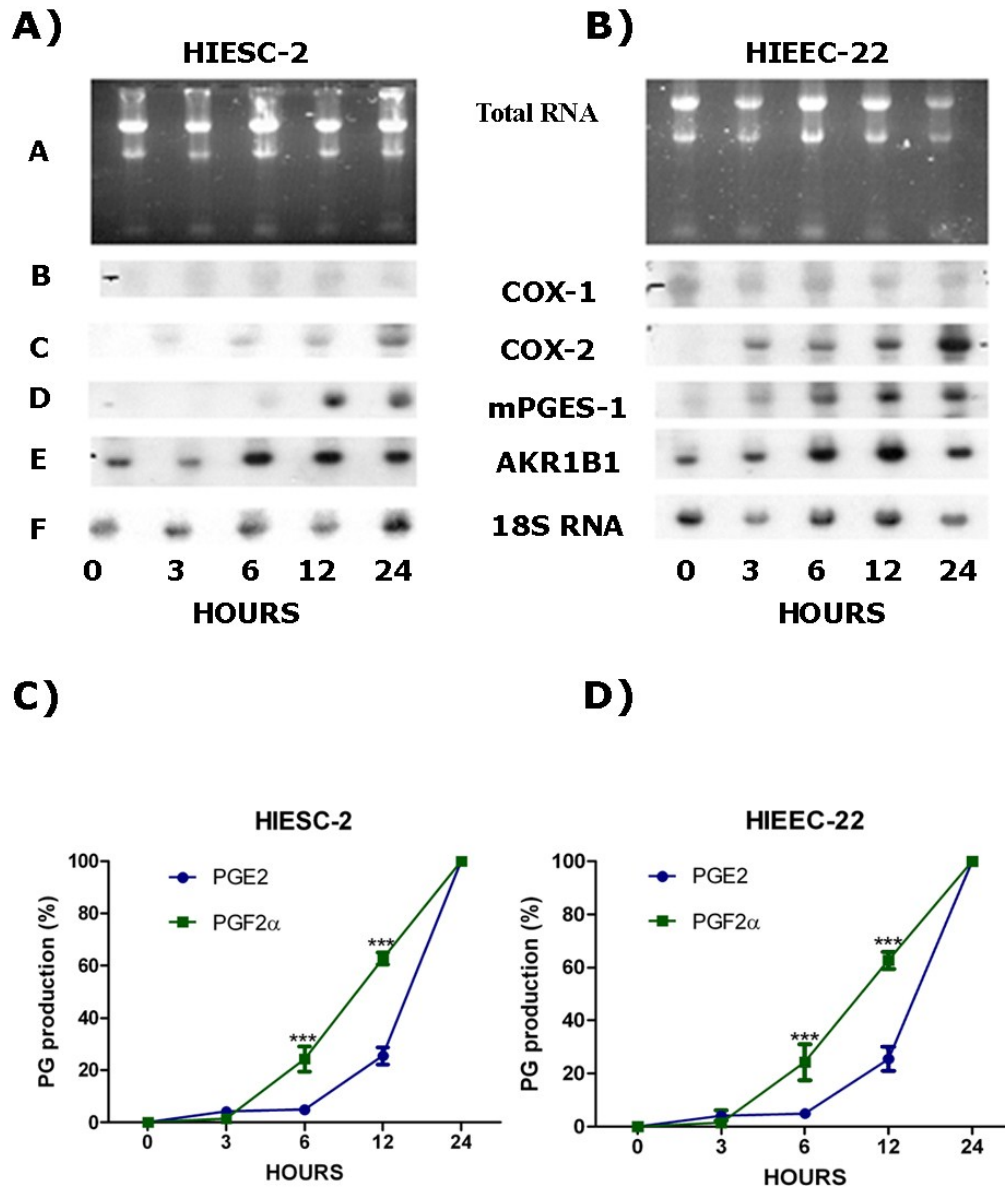 A)
HIESC-2
B)
HIEEC-22
Total RNA
A
B
COX-1
C
COX-2
D
mPGES-1
E
AKR1B1
F
18S RNA
0 3 6 12 24
HOURS
0 3 6 12 24
HOURS
C)
D)
HIESC-2
PG production (%)
100
80
60
40
20
0
PGE2
PGF2α
***
***
0 3 6 12 24
HOURS
HIEEC-22
PG production (%)
100
80
60
40
20
0
PGE2
PGF2α
***
***
0 3 6 12 24
HOURS